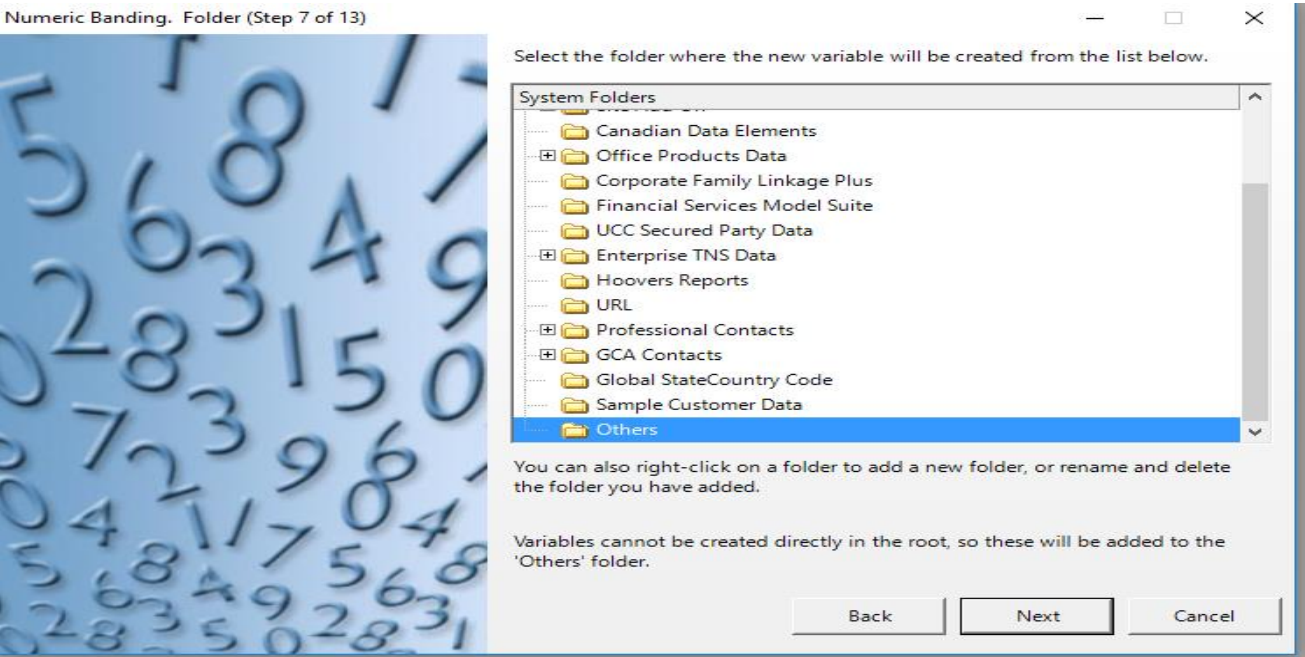 Numeric Banding. Folder (Step 7 of 13)
Select the folder where the new variable will be created from the list below.
System Folders
Canadian Data Elements
Office Products Data
Corporate Family Linkage Plus
Financial Services Model Suite
UCC Secured Party Data
Enterprise TNS Data
Hoovers Reports
URL
Professional Contacts
GCA Contacts
Global StateCountry Code
Sample Customer Data
Others
You can also right-click on a folder to add a new folder, or rename and delete
the folder you have added.
Variables cannot be created directly in the root, so these will be added to the
'Others' folder.
Back Next Cancel